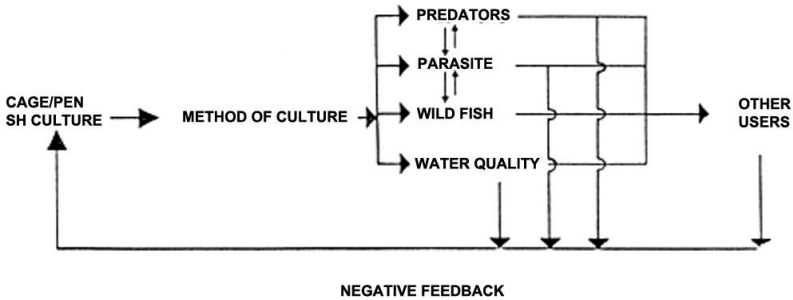 PREDATORS
PARASITE
CAGE/PEN
SH CULTURE
METHOD OF CULTURE
WILD FISH
OTHER
USERS
WATER QUALITY
NEGATIVE FEEDBACK